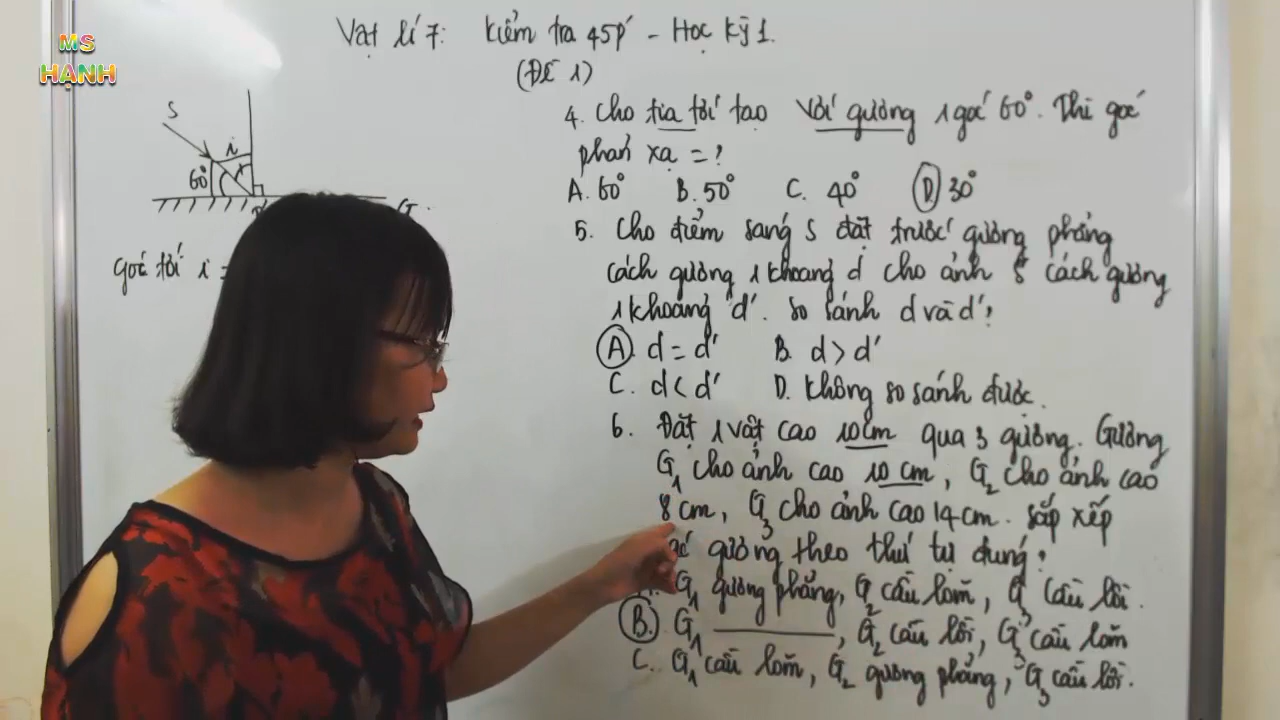 MS
HẠNH
Vật lí 7: Kiểm tra 45p' - Học kỳ 1.
(Đề 1)
S
i
60°
Góc tới i =
4. Cho tia tới tạo với gương 1 góc 60°. Thì góc
phản xạ = ?
A. 60° B. 50° C. 40° D. 30°
5. Cho điểm sáng S đặt trước gương phẳng
cách gương 1 khoảng d cho ảnh S' cách gương
1 khoảng d'. So sánh d và d'?
A. d = d' B. d > d'
C. d < d' D. Không so sánh được.
6. Đặt 1 vật cao 10cm qua 3 gương. Gương
G1 cho ảnh cao 10 cm, G2 cho ảnh cao
8 cm, G3 cho ảnh cao 14 cm. Sắp xếp
gương theo thứ tự đúng:
G1 gương phẳng, G2 cầu lõm, G3 cầu lồi.
B. G1 ______, G2 cầu lồi, G3 cầu lõm
C. G1 cầu lõm, G2 gương phẳng, G3 cầu lồi.